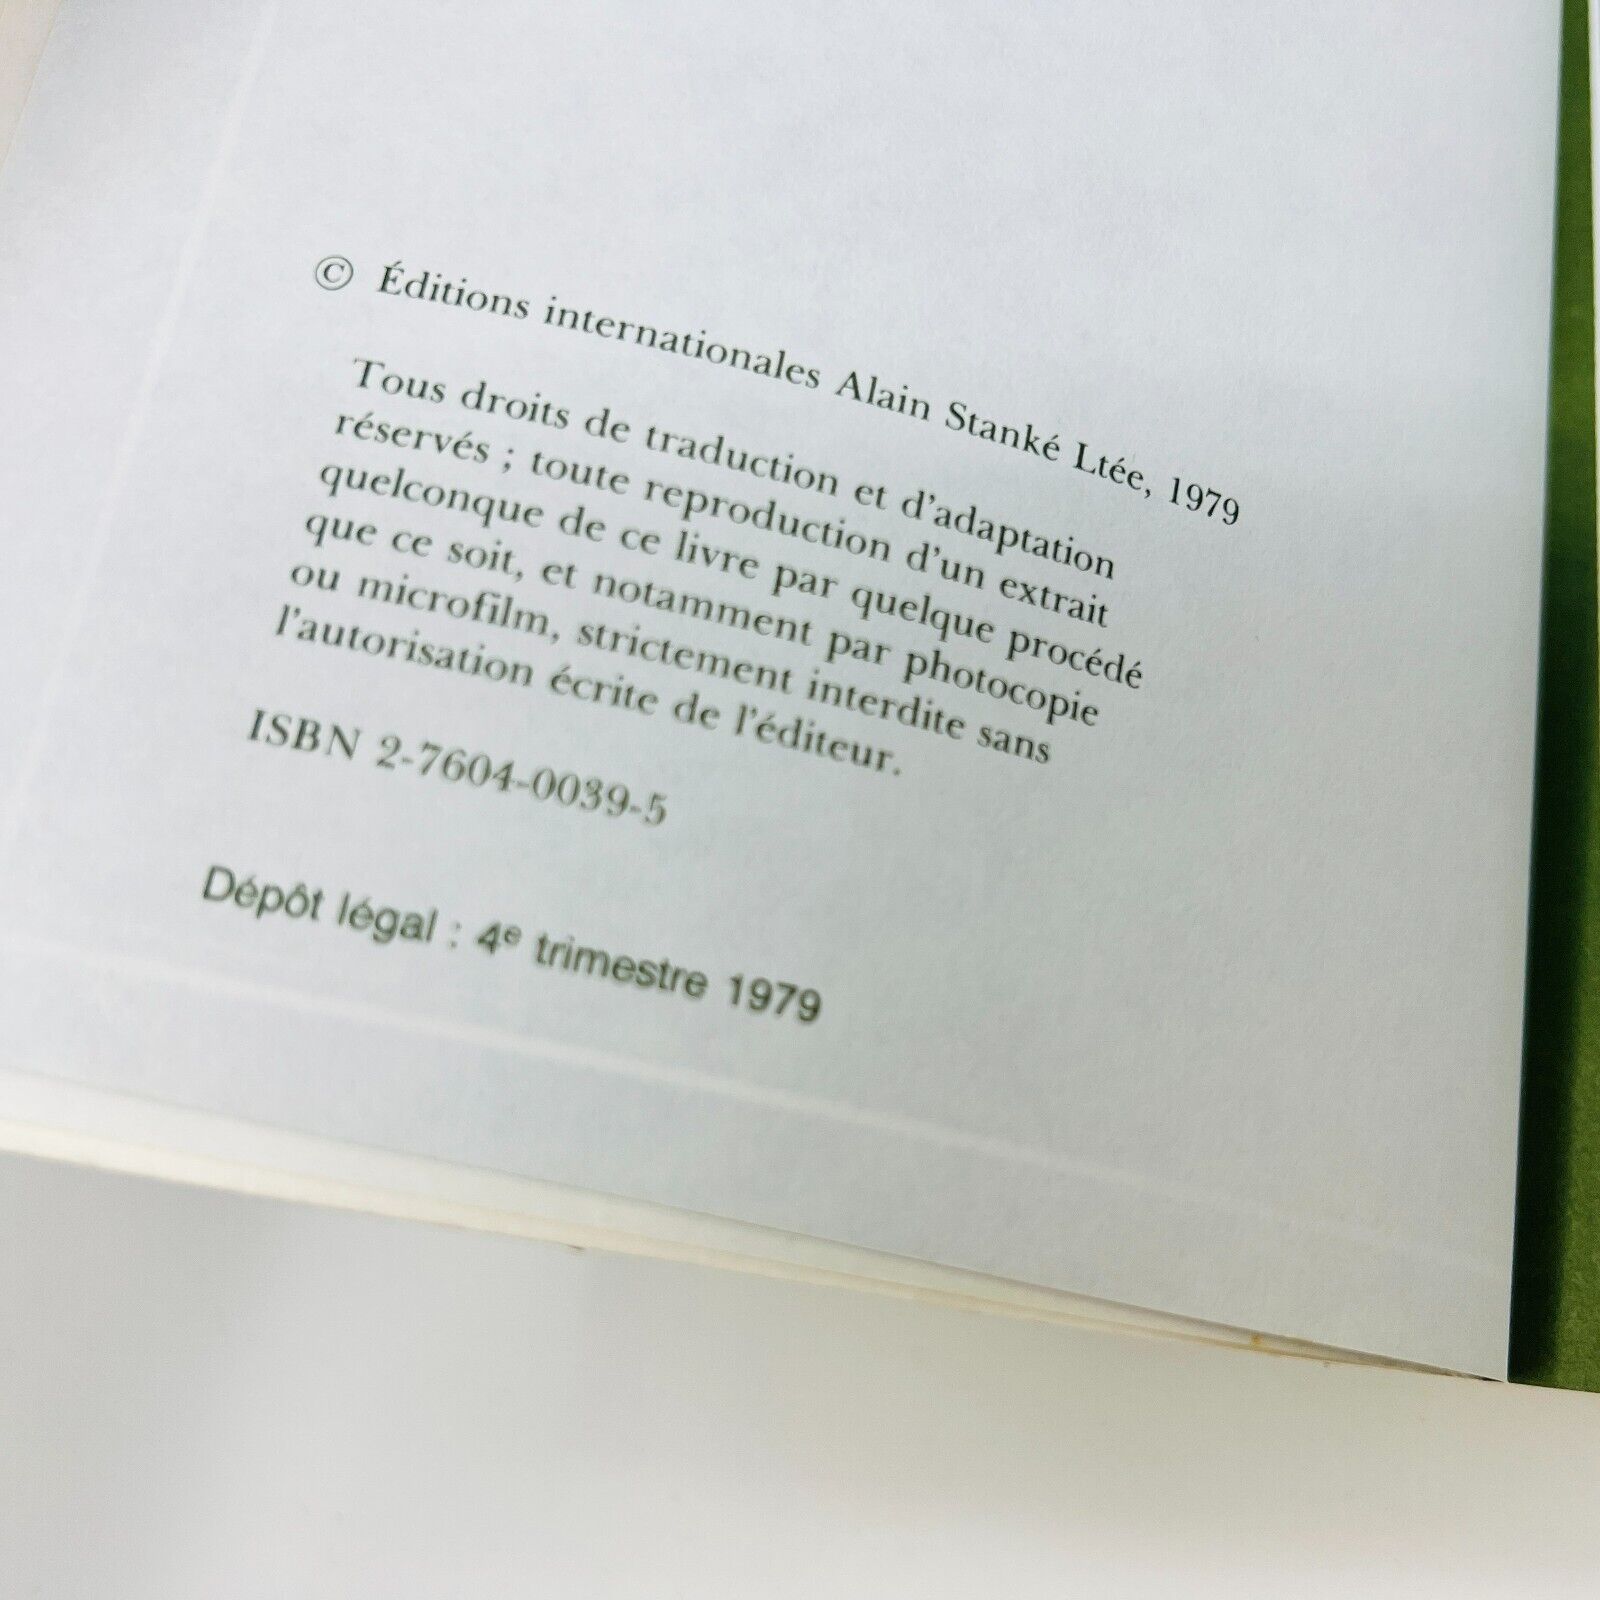 © Éditions internationales Alain Stanké Ltée, 1979
Tous droits de traduction et d'adaptation
réservés ; toute reproduction d'un extrait
quelconque de ce livre par quelque procédé
que ce soit, et notamment par photocopie
ou microfilm, strictement interdite sans
l'autorisation écrite de l'éditeur.
ISBN 2-7604-0039-5
Dépôt légal : 4e trimestre 1979